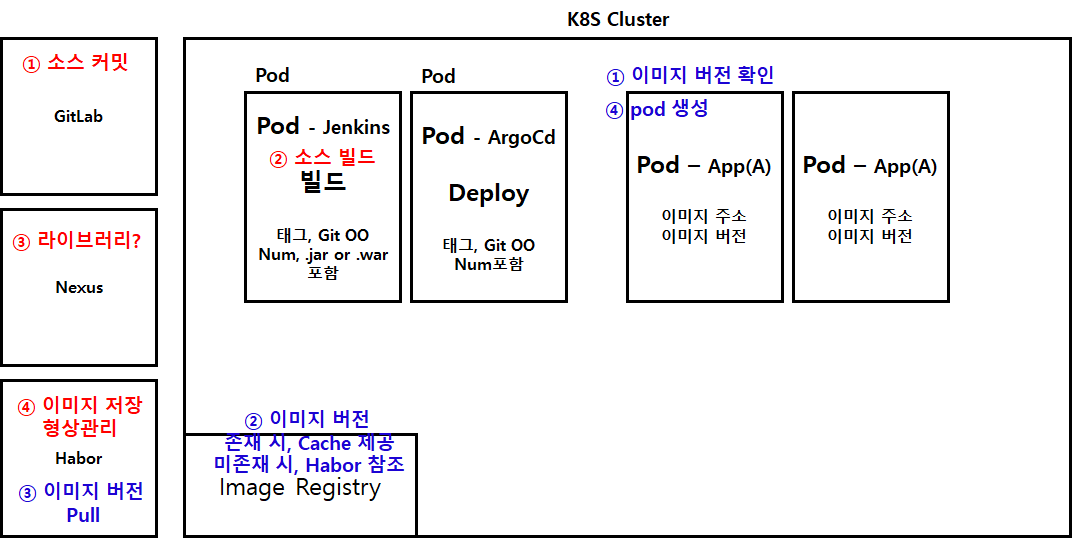 K8S Cluster
① 소스 커밋
GitLab
③ 라이브러리?
Nexus
④ 이미지 저장
형상관리
Habor
③ 이미지 버전
Pull
Pod
Pod - Jenkins
② 소스 빌드
빌드
태그, Git OO
Num, .jar or .war
포함
Pod
Pod - ArgoCd
Deploy
태그, Git OO
Num포함
① 이미지 버전 확인
④ pod 생성
Pod – App(A)
이미지 주소
이미지 버전
Pod – App(A)
이미지 주소
이미지 버전
② 이미지 버전
존재 시, Cache 제공
미존재 시, Habor 참조
Image Registry